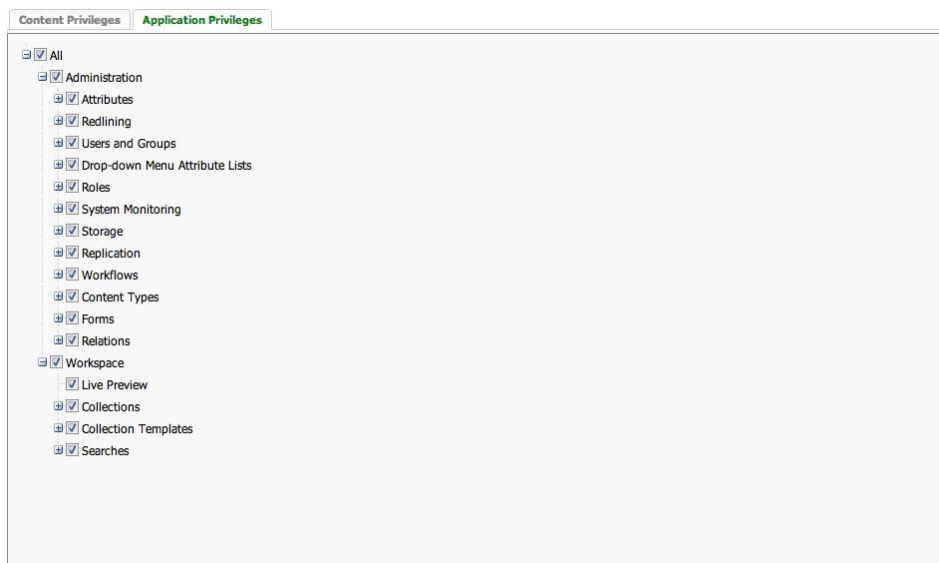 Content Privileges Application Privileges
All
Administration
Attributes
Redlining
Users and Groups
Drop-down Menu Attribute Lists
Roles
System Monitoring
Storage
Replication
Workflows
Content Types
Forms
Relations
Workspace
Live Preview
Collections
Collection Templates
Searches